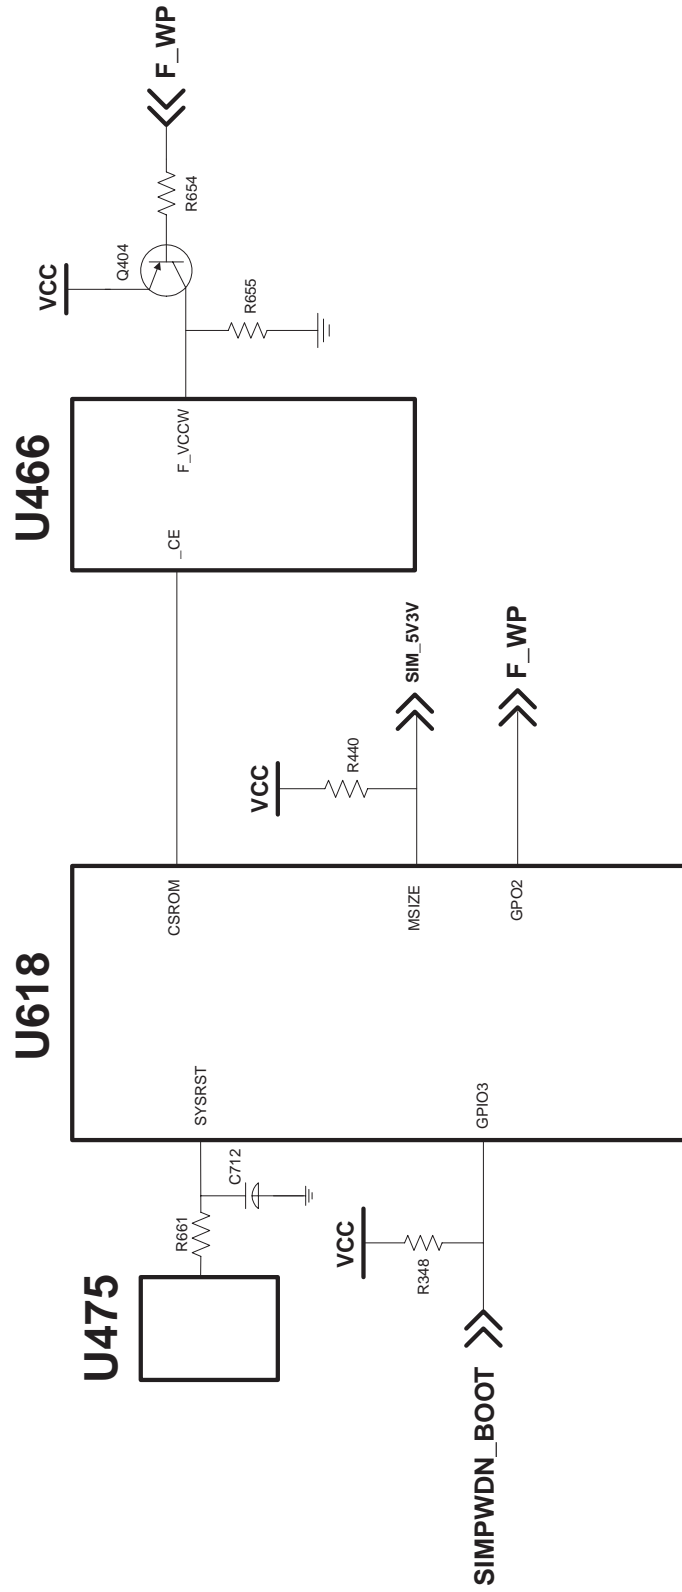 U475
R661
C712
SIMPWDN_BOOT
VCC
R348
U618
SYSRST
GPIO3
CSROM
MSIZE
GPO2
VCC
R440
SIM_5V3V
F_WP
U466
_CE
F_VCCW
VCC
Q404
R655
R654
F_WP